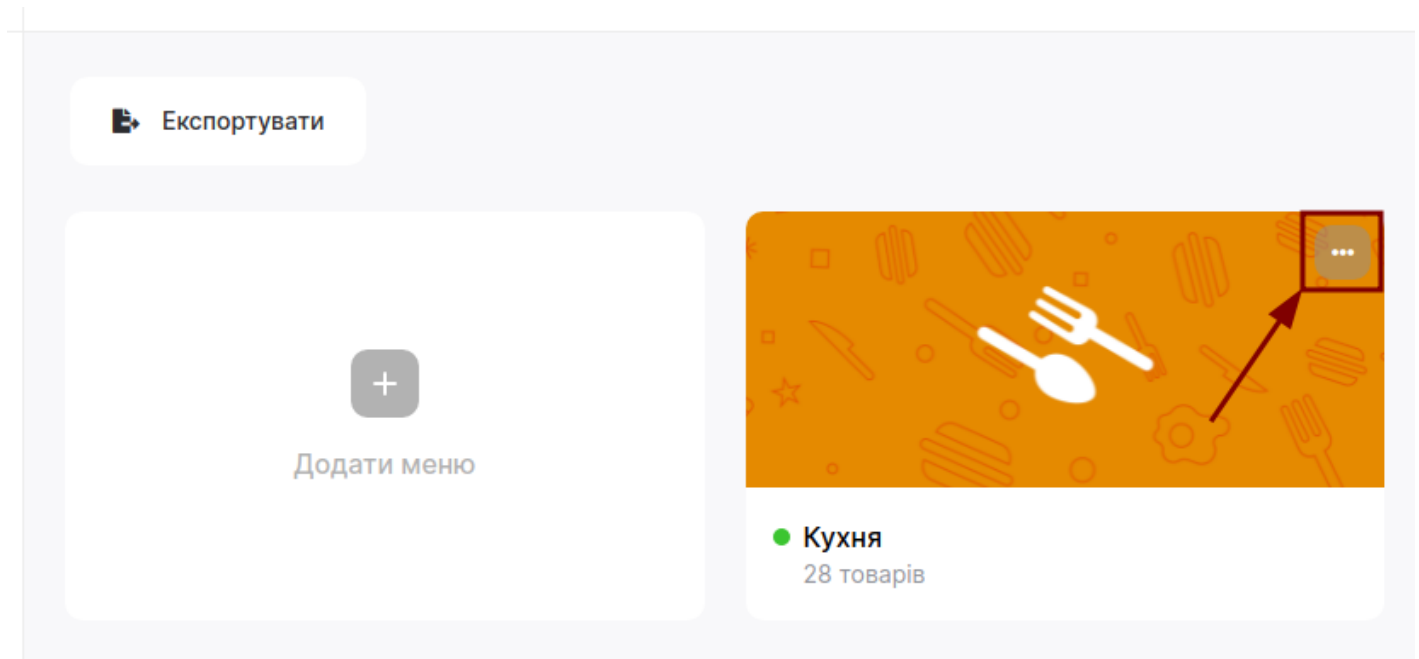 Експортувати
Додати меню
Кухня
28 товарів